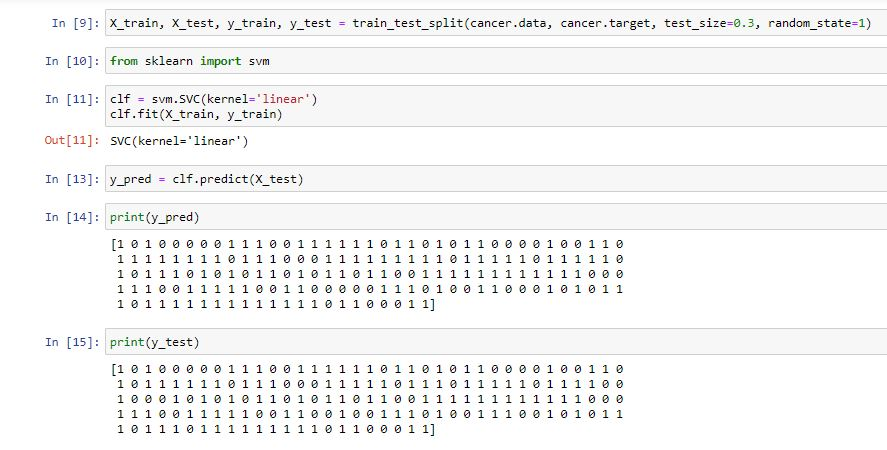 In [9]: X_train, X_test, y_train, y_test = train_test_split(cancer.data, cancer.target, test_size=0.3, random_state=1)
In [10]: from sklearn import svm
In [11]: clf = svm.SVC(kernel='linear')
clf.fit(X_train, y_train)
Out[11]: SVC(kernel='linear')
In [13]: y_pred = clf.predict(X_test)
In [14]: print(y_pred)
[1 0 1 0 0 0 0 0 1 1 1 0 0 1 1 1 1 1 1 0 1 1 0 1 0 1 1 0 0 0 0 1 0 0 1 1 0
1 1 1 1 1 1 1 1 0 1 1 1 0 0 0 1 1 1 1 1 1 1 1 1 0 1 1 1 1 1 0 1 1 1 1 1 0
1 0 1 1 1 0 1 0 1 0 1 1 0 1 0 1 1 0 1 1 0 0 1 1 1 1 1 1 1 1 1 1 1 1 0 0 0
1 1 1 0 0 1 1 1 1 1 0 0 1 1 0 0 0 0 0 1 1 1 0 1 0 0 1 1 0 0 0 1 0 1 0 1 1
1 0 1 1 1 1 1 1 1 1 1 1 1 1 1 0 1 1 0 0 0 1 1]
In [15]: print(y_test)
[1 0 1 0 0 0 0 0 1 1 1 0 0 1 1 1 1 1 1 0 1 1 0 1 0 1 1 0 0 0 0 1 0 0 1 1 0
1 0 1 1 1 1 1 1 0 1 1 1 0 0 0 1 1 1 1 1 0 1 1 1 0 1 1 1 1 1 0 1 1 1 1 0 0
1 0 0 0 1 0 1 0 1 0 1 1 0 1 0 1 1 0 1 1 0 0 1 1 1 1 1 1 1 1 1 1 1 1 0 0 0
1 1 1 0 0 1 1 1 1 1 0 0 1 1 0 0 1 0 0 1 1 1 0 1 0 0 1 1 1 0 0 1 0 1 0 1 1
1 0 1 1 1 0 1 1 1 1 1 1 1 1 1 0 1 1 0 0 0 1 1]